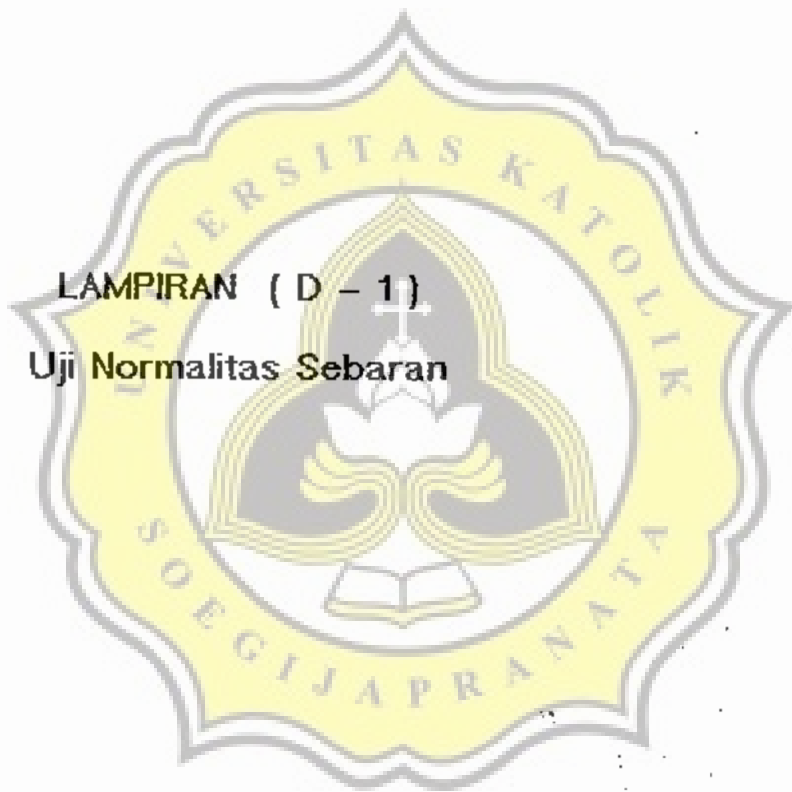 LAMPIRAN ( D – 1 )
Uji Normalitas Sebaran
UNIVERSITAS KATOLIK
SOEGIJAPRANATA